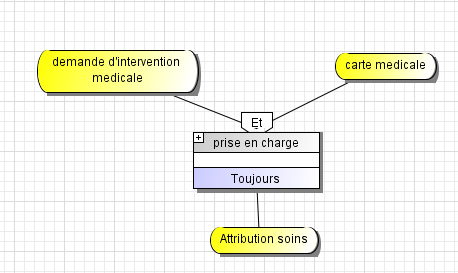 demande d'intervention
medicale
carte medicale
Et
+
prise en charge
Toujours
Attribution soins